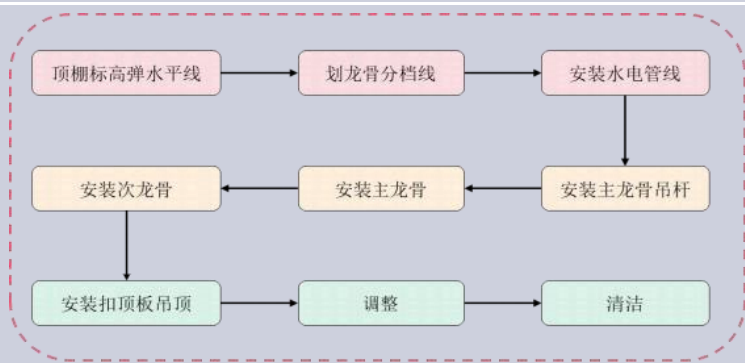 顶棚标高弹水平线
划龙骨分档线
安装水电管线
安装主龙骨吊杆
安装主龙骨
安装次龙骨
安装扣顶板吊顶
调整
清洁